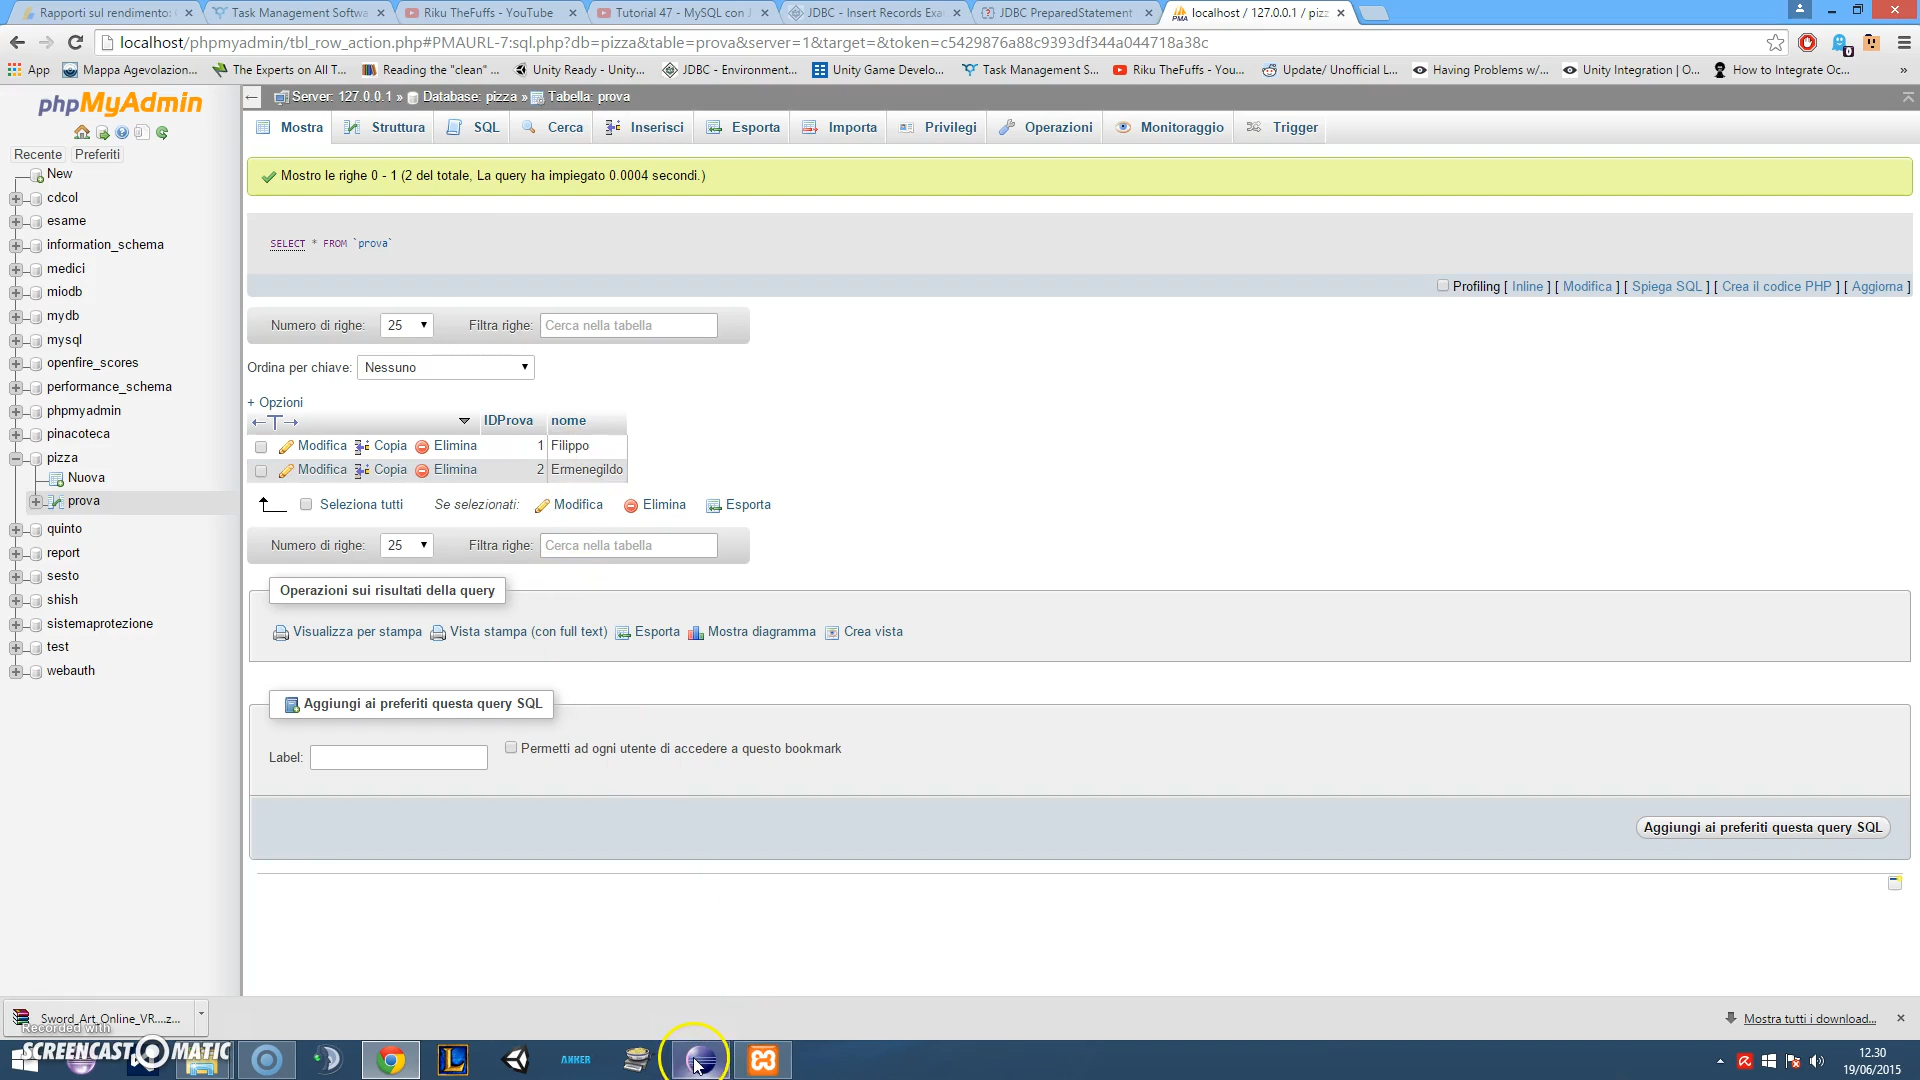 Rapporti sul rendimento:
Task Management Softwa
Riku TheFuffs - YouTube
Tutorial 47 - MySQL con J
JDBC - Insert Records Exa
JDBC PreparedStatement
localhost / 127.0.0.1 / pizz
localhost/phpmyadmin/tbl_row_action.php#PMAURL-7:sql.php?db=pizza&table=prova&server=1&target=&token=c5429876a88c9393df344a044718a38c
App
Mappa Agevolazion...
The Experts on All T...
Reading the "clean" ...
Unity Ready - Unity...
JDBC - Environment...
Unity Game Develo...
Task Management S...
Riku TheFuffs - You...
Update/ Unofficial L...
Having Problems w/...
Unity Integration | O...
How to Integrate Oc...
»
phpMyAdmin
Recente Preferiti
New
cdcol
esame
information_schema
medici
miodb
mydb
mysql
openfire_scores
performance_schema
phpmyadmin
pinacoteca
pizza
Nuova
prova
quinto
report
sesto
shish
sistemaprotezione
test
webauth
Server: 127.0.0.1 » Database: pizza » Tabella: prova
Mostra Struttura SQL Cerca Inserisci Esporta Importa Privilegi Operazioni Monitoraggio Trigger
Mostro le righe 0 - 1 (2 del totale, La query ha impiegato 0.0004 secondi.)
SELECT * FROM `prova`
Profiling [ Inline ] [ Modifica ] [ Spiega SQL ] [ Crea il codice PHP ] [ Aggiorna ]
Numero di righe: 25 Filtra righe: Cerca nella tabella
Ordina per chiave: Nessuno
+ Opzioni
IDProva nome
Modifica Copia Elimina 1 Filippo
Modifica Copia Elimina 2 Ermenegildo
Seleziona tutti Se selezionati: Modifica Elimina Esporta
Numero di righe: 25 Filtra righe: Cerca nella tabella
Operazioni sui risultati della query
Visualizza per stampa Vista stampa (con full text) Esporta Mostra diagramma Crea vista
Aggiungi ai preferiti questa query SQL
Label:
Permetti ad ogni utente di accedere a questo bookmark
Aggiungi ai preferiti questa query SQL
Sword_Art_Online_VR....z...
Mostra tutti i download...
Recorded with
SCREENCAST MATIC
ANKER
12.30
19/06/2015